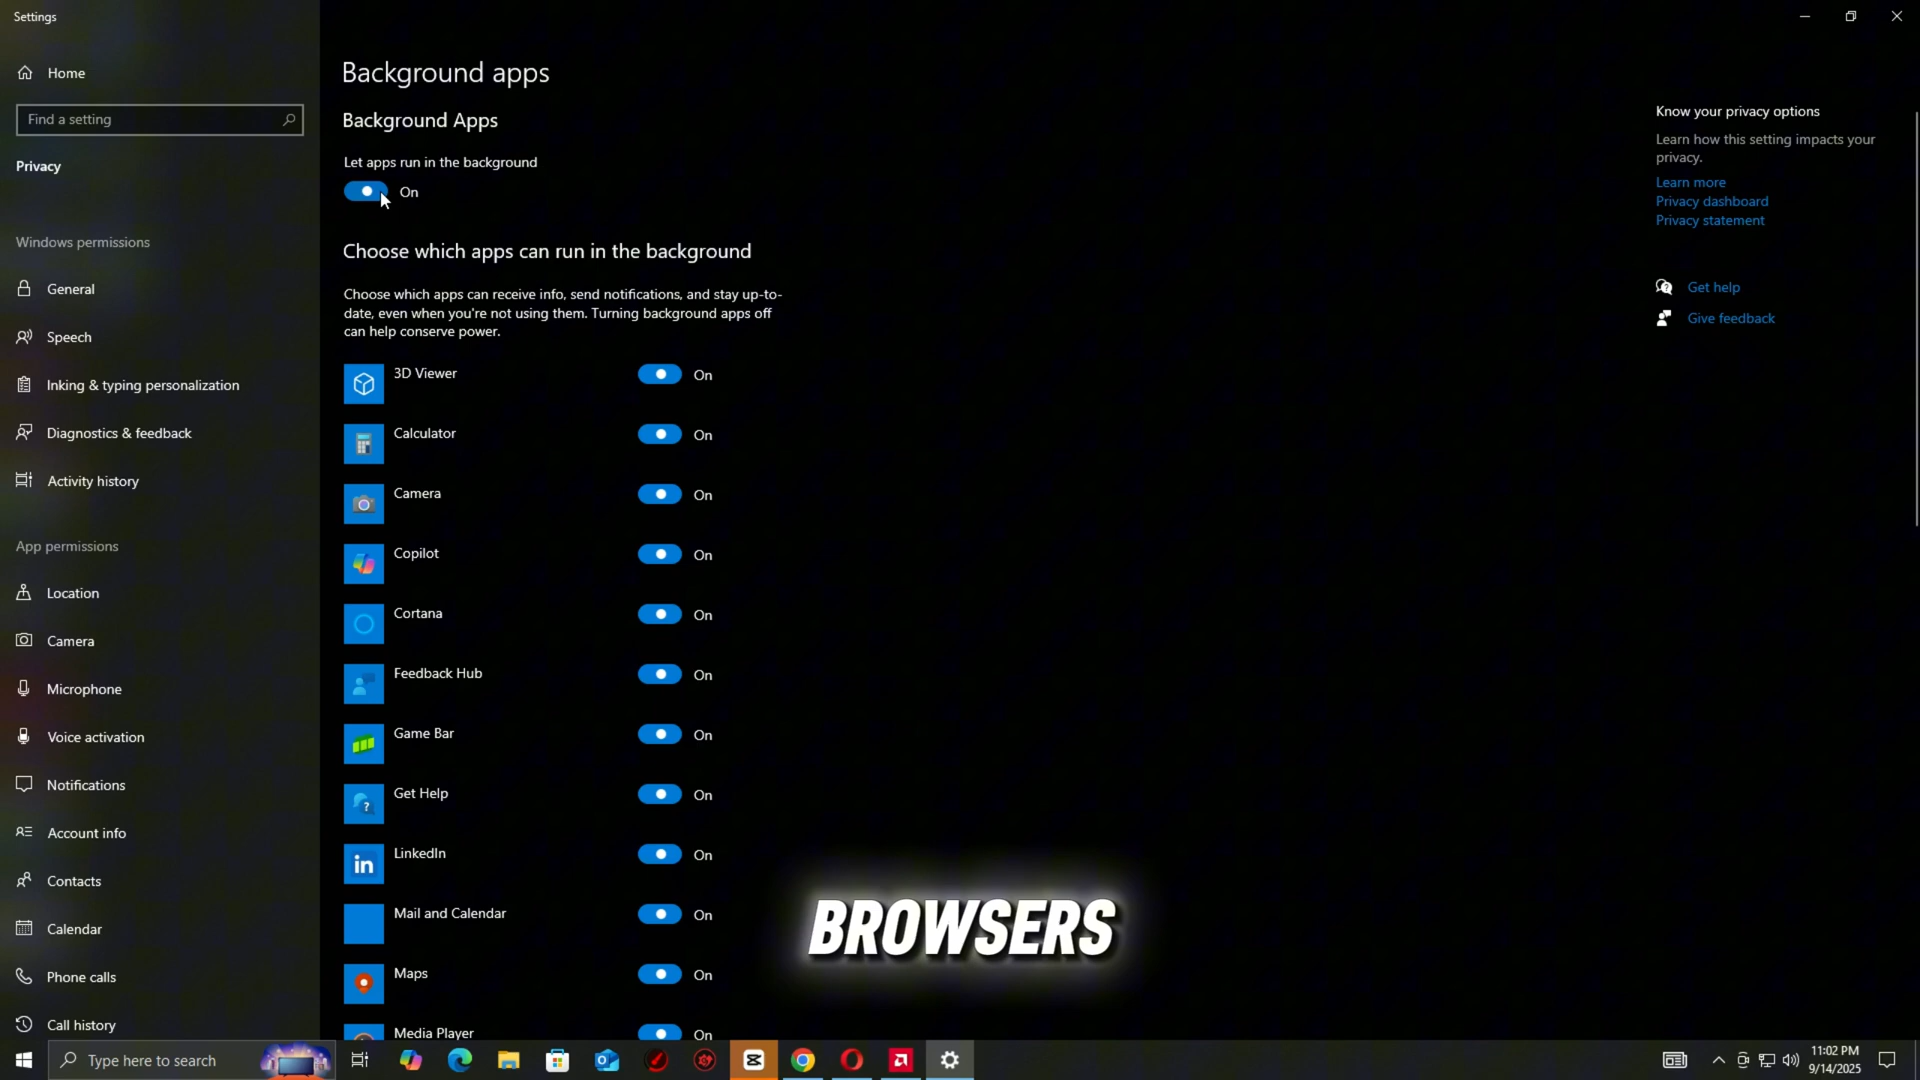 Settings
Home
Find a setting
Privacy
Windows permissions
General
Speech
Inking & typing personalization
Diagnostics & feedback
Activity history
App permissions
Location
Camera
Microphone
Voice activation
Notifications
Account info
Contacts
Calendar
Phone calls
Call history
Background apps
Background Apps
Let apps run in the background
On
Choose which apps can run in the background
Choose which apps can receive info, send notifications, and stay up-to-
date, even when you're not using them. Turning background apps off
can help conserve power.
3D Viewer On
Calculator On
Camera On
Copilot On
Cortana On
Feedback Hub On
Game Bar On
Get Help On
LinkedIn On
Mail and Calendar On
Maps On
Media Player On
Know your privacy options
Learn how this setting impacts your
privacy.
Learn more
Privacy dashboard
Privacy statement
Get help
Give feedback
BROWSERS
Type here to search
11:02 PM
9/14/2025